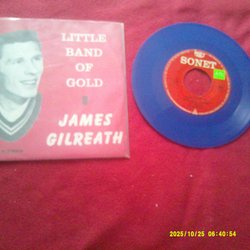 LITTLE
BAND OF
GOLD
JAMES
GILREATH
SONET
2025/10/25 06:40:54